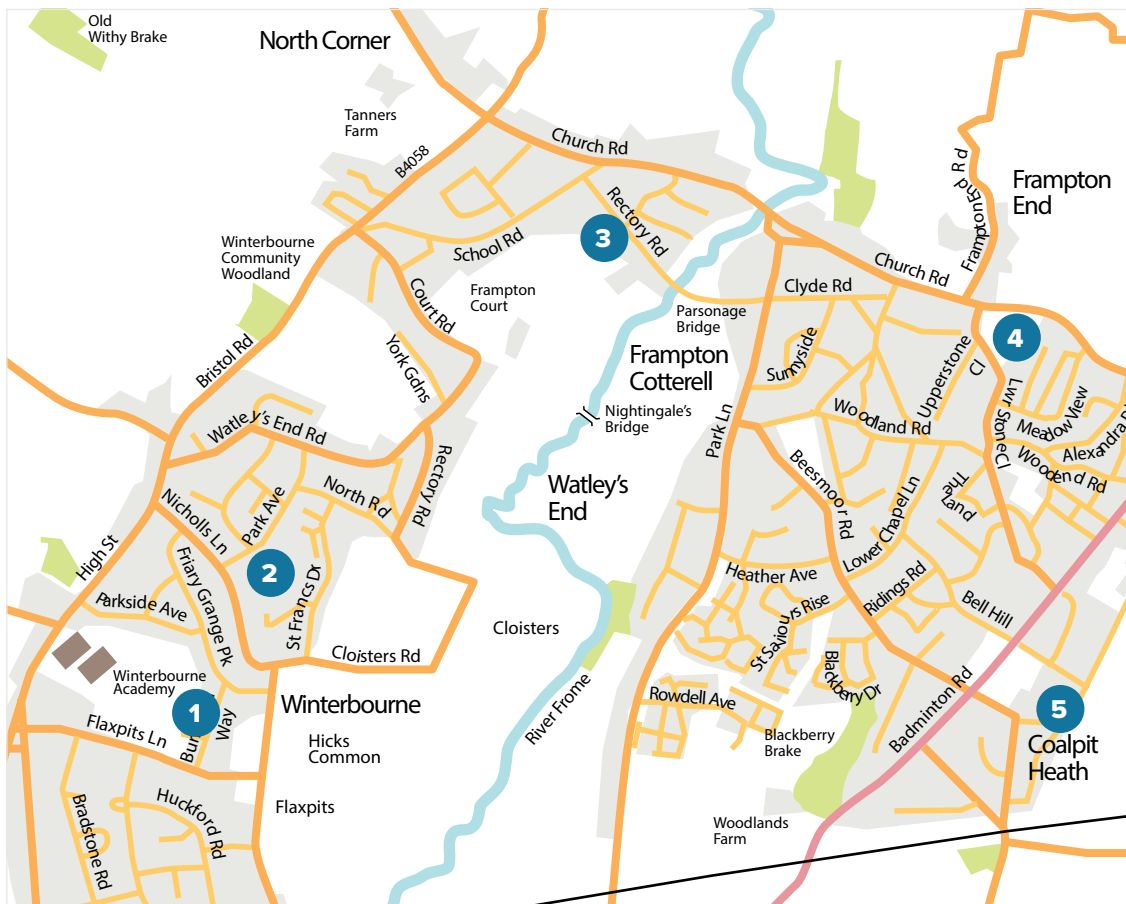 Old
Withy Brake
North Corner
Tanners
Farm
B4058
Church Rd
Frampton End Rd
Frampton
End
Rectory Rd
3
School Rd
Winterbourne
Community
Woodland
Court Rd
Frampton
Court
Church Rd
Clyde Rd
Parsonage
Bridge
Bristol Rd
York Gdns
Frampton
Cotterell
Sunnyside
Upperstone
Cl
4
Lwr Stone Cl
Meadow View
Alexandra
Nightingale's
Bridge
Park Ln
Woodland Rd
Woodend Rd
Watley's End Rd
Rectory Rd
Beesmoor Rd
The
Land
North Rd
Watley's
End
Nicholls Ln
Park Ave
Lower Chapel Ln
High St
2
Friary Grange Pk
St Francs Dr
Heather Ave
Ridings Rd
Bell Hill
Parkside Ave
St Saviours Rise
Cloisters
Cloisters Rd
Blackberry Dr
Winterbourne
Academy
1
Way
Winterbourne
River Frome
Rowdell Ave
Badminton Rd
5
Flaxpits Ln
Hicks
Common
Blackberry
Brake
Coalpit
Heath
Huckford Rd
Flaxpits
Bradstone Rd
Woodlands
Farm